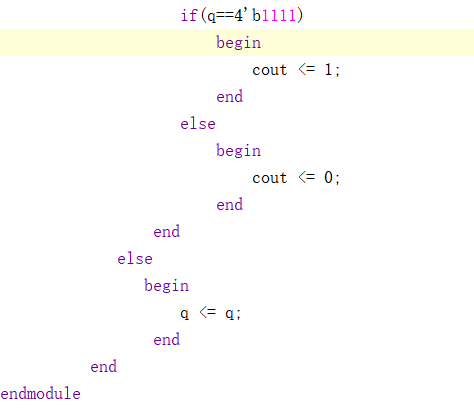 if(q==4'b1111)
begin
cout <= 1;
end
else
begin
cout <= 0;
end
end
else
begin
q <= q;
end
end
endmodule